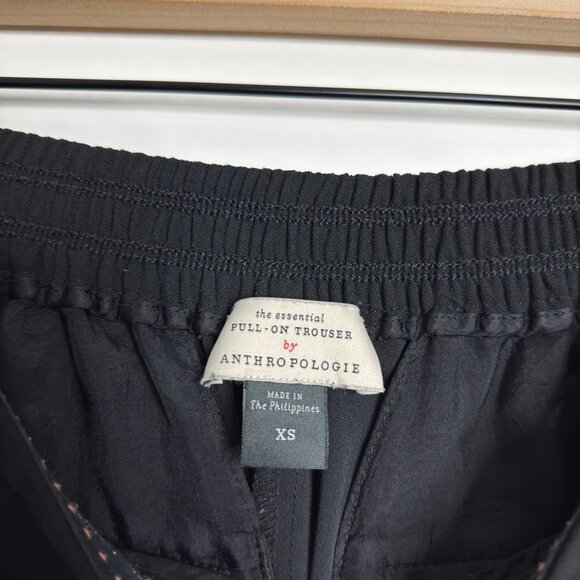 the essential
PULL-ON TROUSER
by
ANTHROPOLOGIE
MADE IN
The Philippines
XS